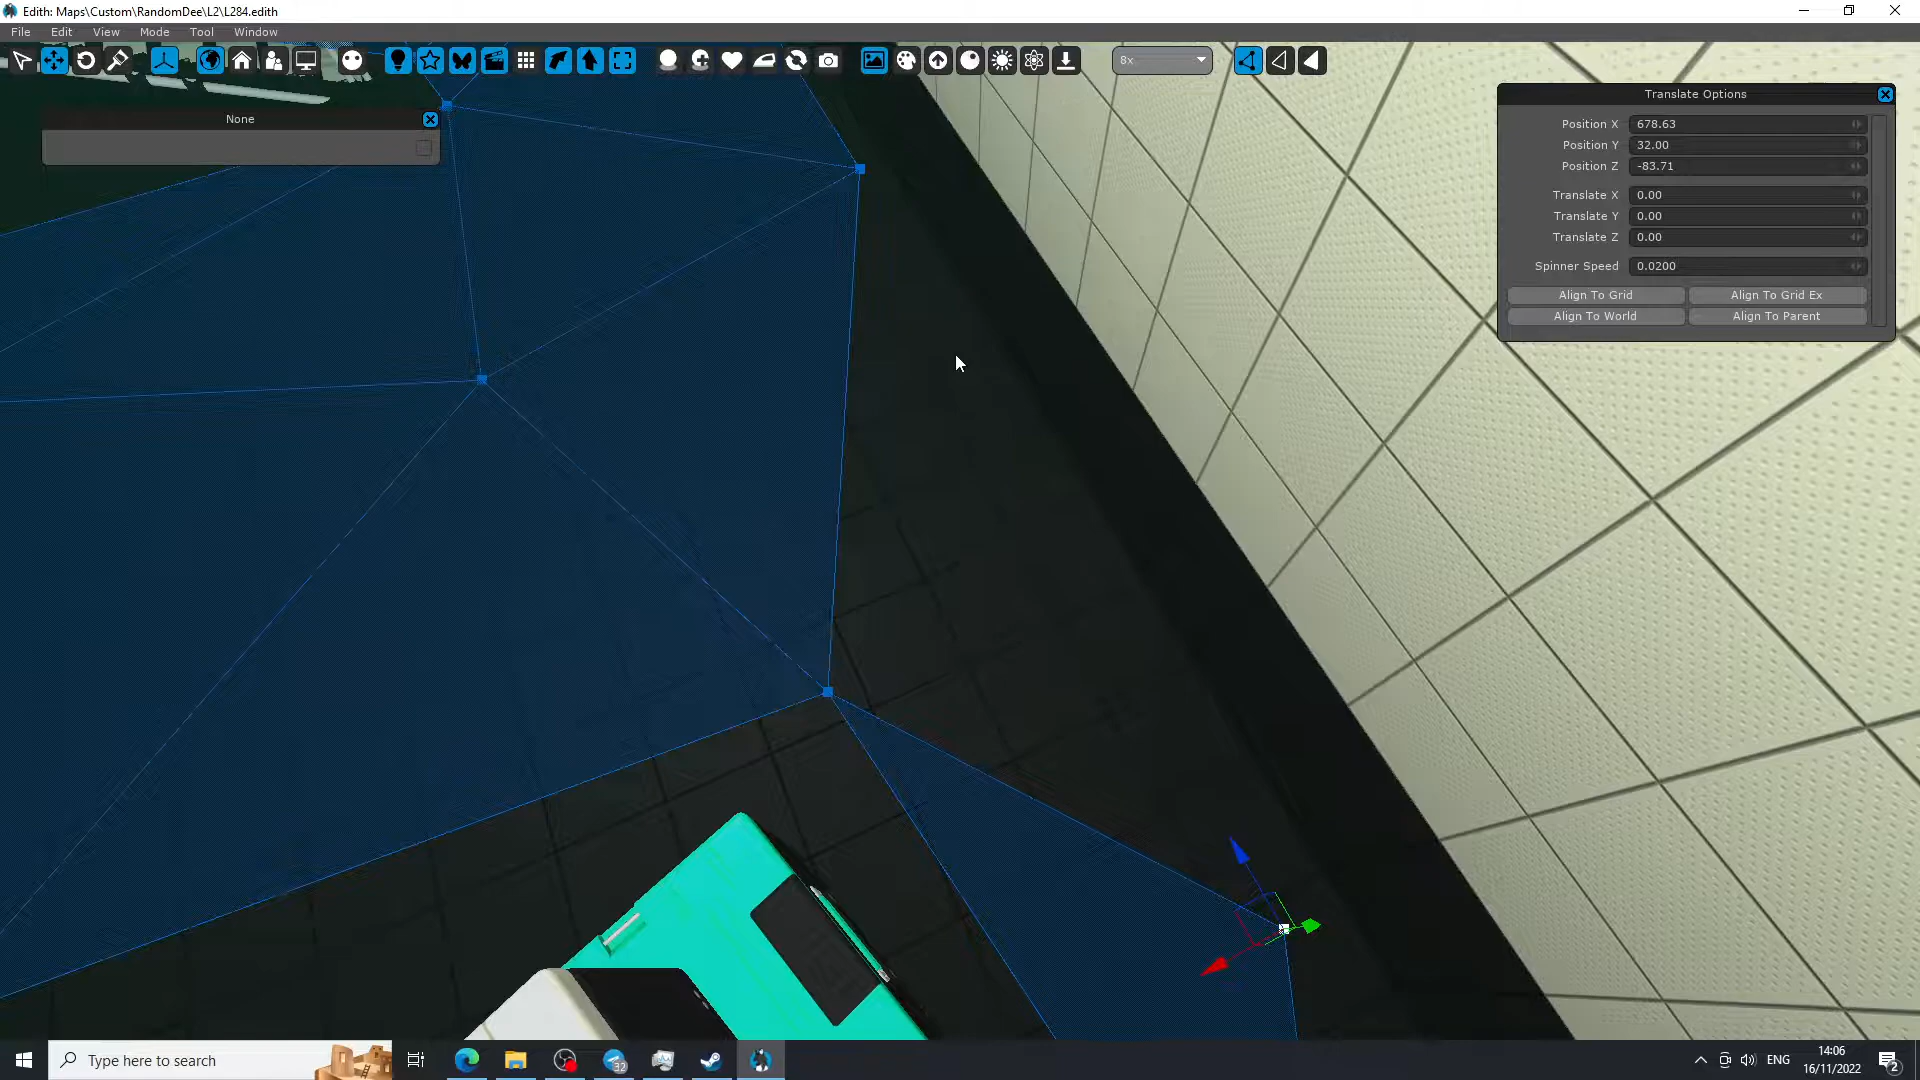 Edith: Maps\Custom\RandomDee\L2\L284.edith
File Edit View Mode Tool Window
8x
None
Translate Options
Position X 678.63
Position Y 32.00
Position Z -83.71
Translate X 0.00
Translate Y 0.00
Translate Z 0.00
Spinner Speed 0.0200
Align To Grid Align To Grid Ex
Align To World Align To Parent
Type here to search
32
ENG
14:06
16/11/2022
2